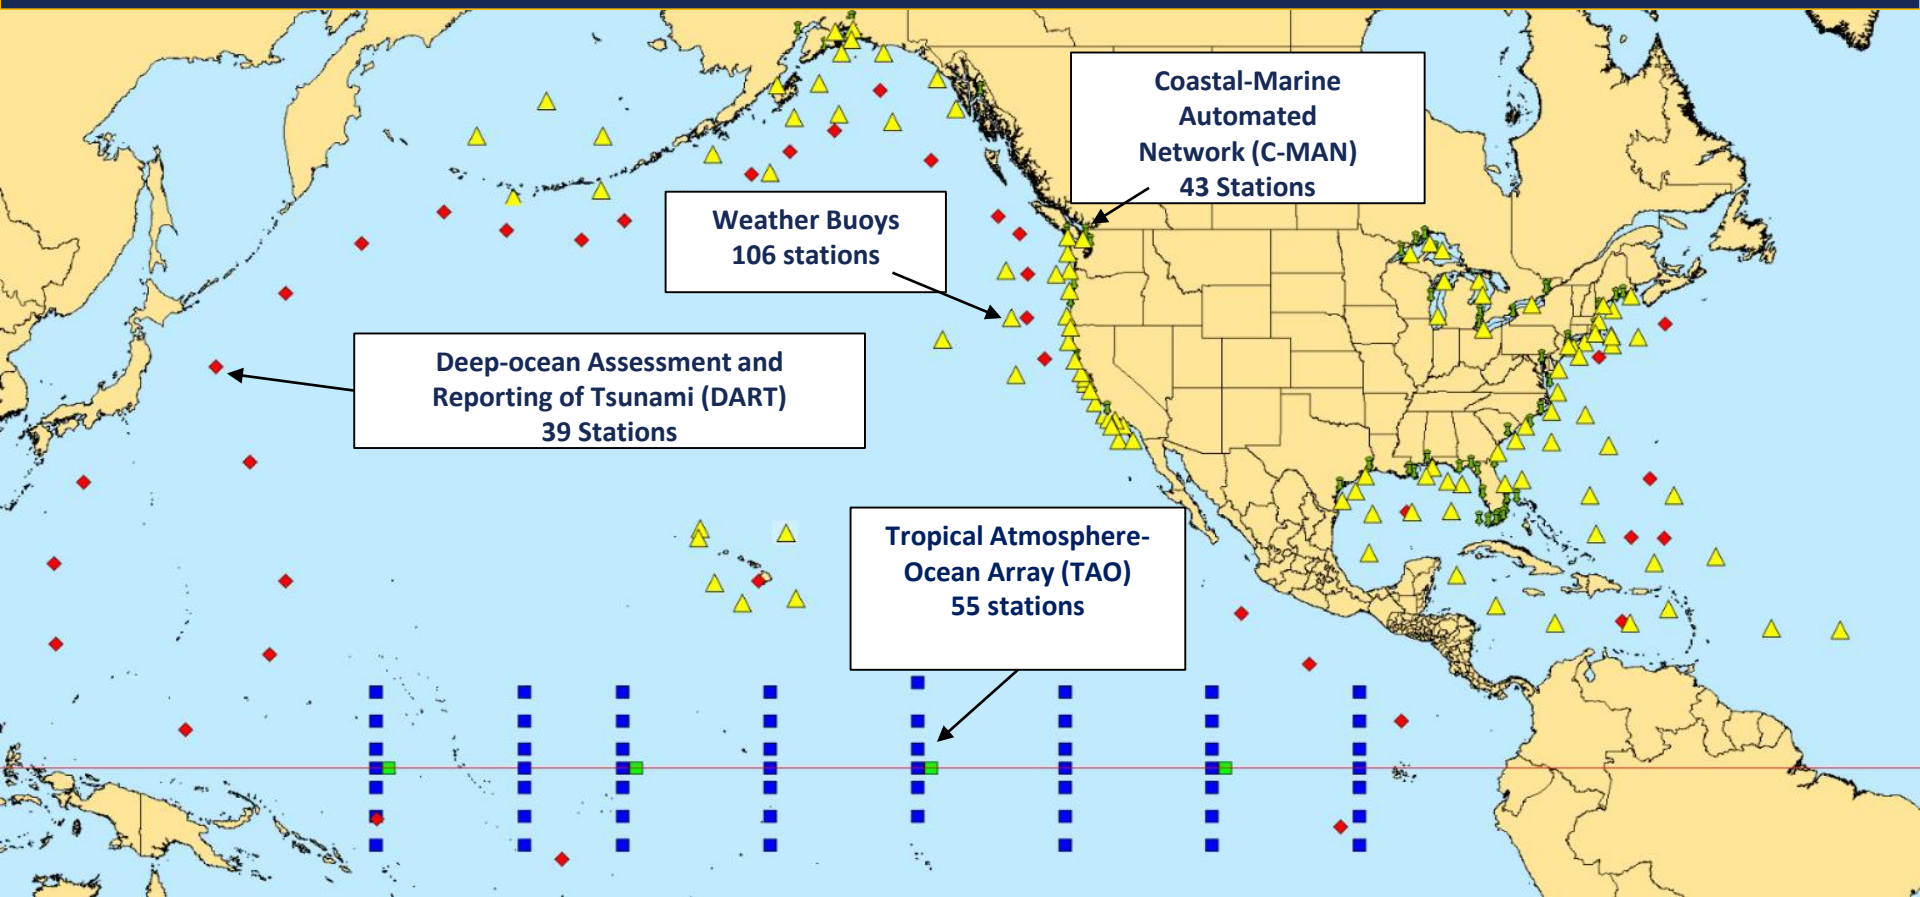 Coastal-Marine
Automated
Network (C-MAN)
43 Stations
Weather Buoys
106 stations
Deep-ocean Assessment and
Reporting of Tsunami (DART)
39 Stations
Tropical Atmosphere-
Ocean Array (TAO)
55 stations